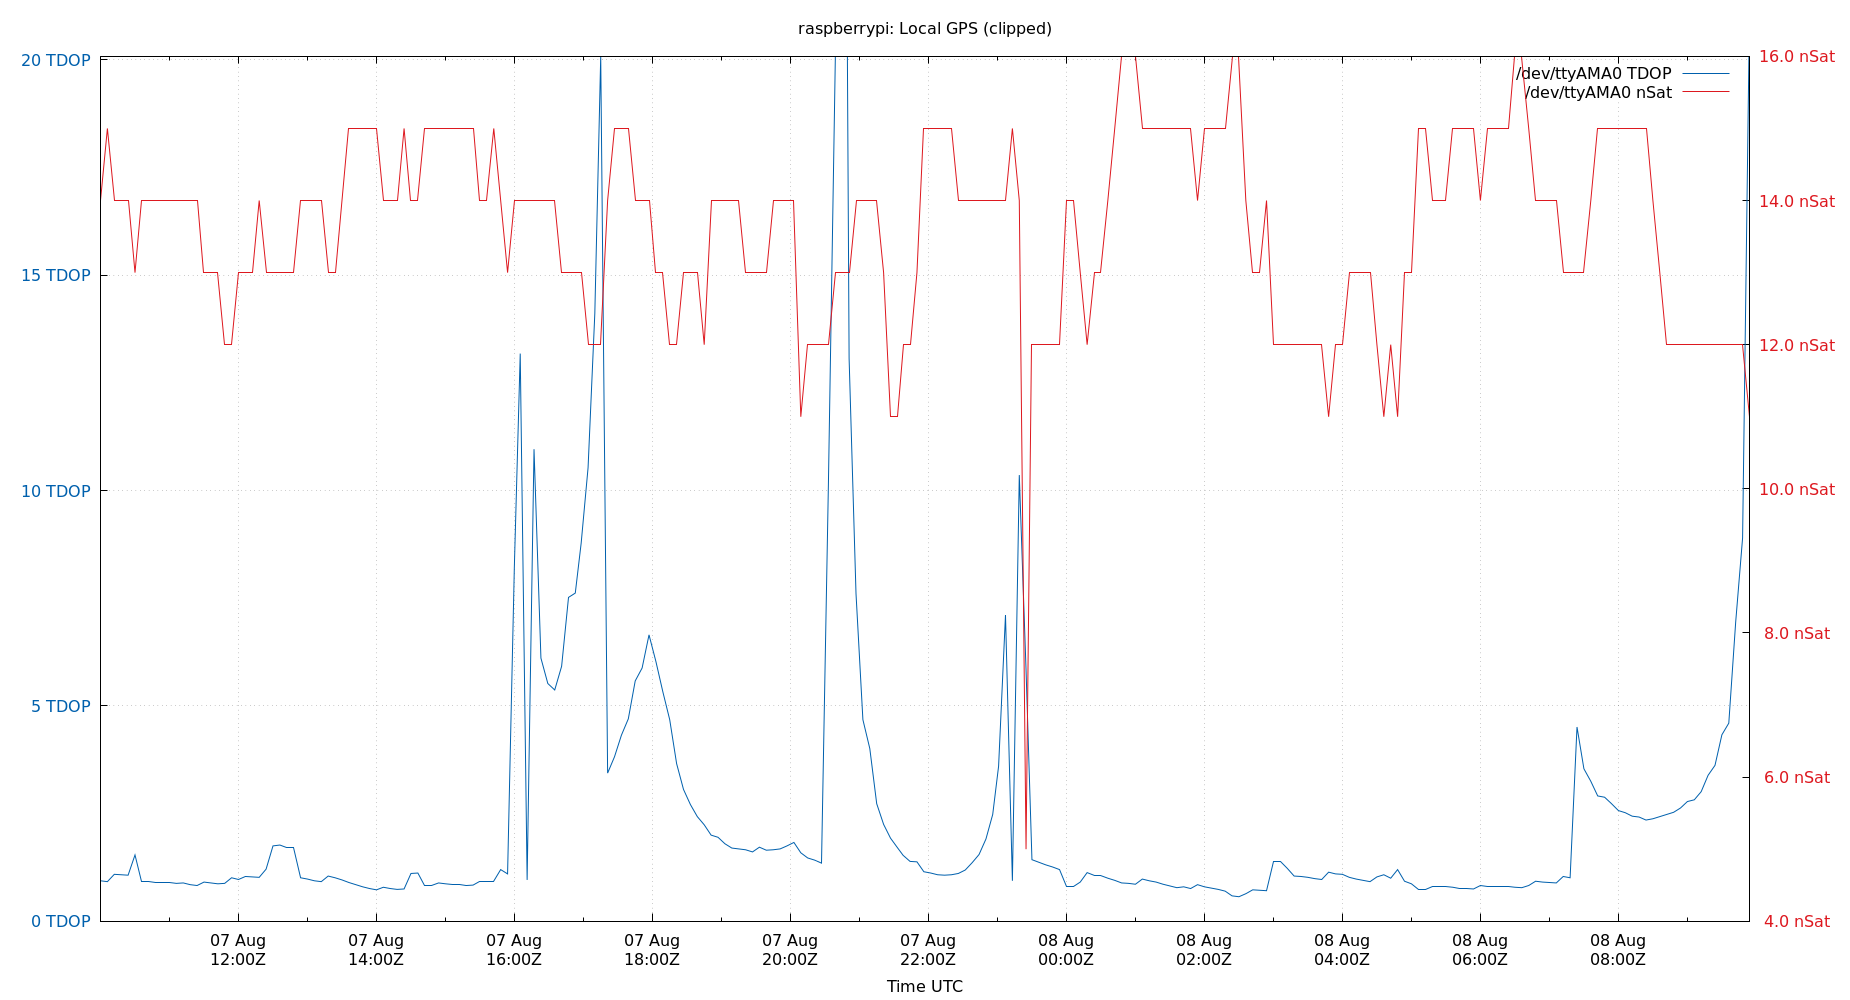 raspberrypi: Local GPS (clipped)
20 TDOP
15 TDOP
10 TDOP
5 TDOP
0 TDOP
16.0 nSat
14.0 nSat
12.0 nSat
10.0 nSat
8.0 nSat
6.0 nSat
4.0 nSat
/dev/ttyAMA0 TDOP
/dev/ttyAMA0 nSat
07 Aug
12:00Z
07 Aug
14:00Z
07 Aug
16:00Z
07 Aug
18:00Z
07 Aug
20:00Z
07 Aug
22:00Z
08 Aug
00:00Z
08 Aug
02:00Z
08 Aug
04:00Z
08 Aug
06:00Z
08 Aug
08:00Z
Time UTC